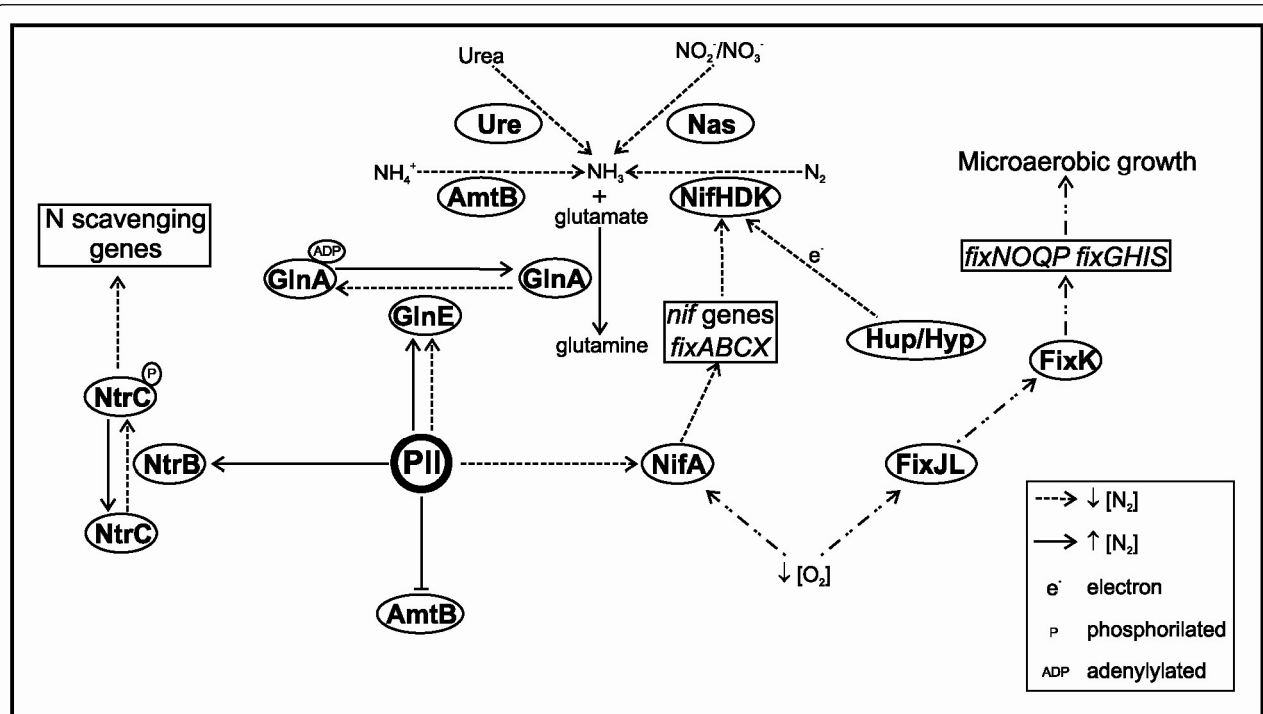 Urea
NO₂⁻/NO₃⁻
Ure
Nas
NH₄⁺
NH₃
N₂
AmtB
+
NifHDK
glutamate
Microaerobic growth
N scavenging
genes
ADP
GlnA
GlnA
e⁻
fixNOQP fixGHIS
GlnE
nif genes
fixABCX
glutamine
Hup/Hyp
FixK
P
NtrC
NtrB
PII
NifA
FixJL
NtrC
↓ [O₂]
AmtB
↓ [N₂]
↑ [N₂]
e⁻ electron
P phosphorilated
ADP adenylylated